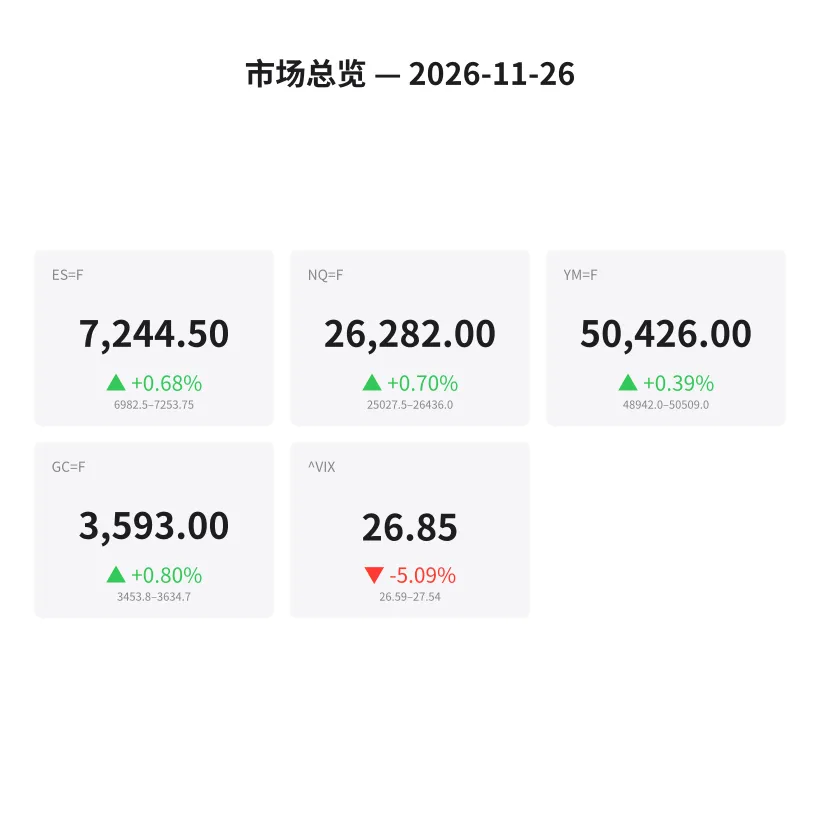 市场总览 — 2026-11-26
ES=F
7,244.50
▲ +0.68%
6982.5–7253.75
NQ=F
26,282.00
▲ +0.70%
25027.5–26436.0
YM=F
50,426.00
▲ +0.39%
48942.0–50509.0
GC=F
3,593.00
▲ +0.80%
3453.8–3634.7
^VIX
26.85
▼ -5.09%
26.59–27.54